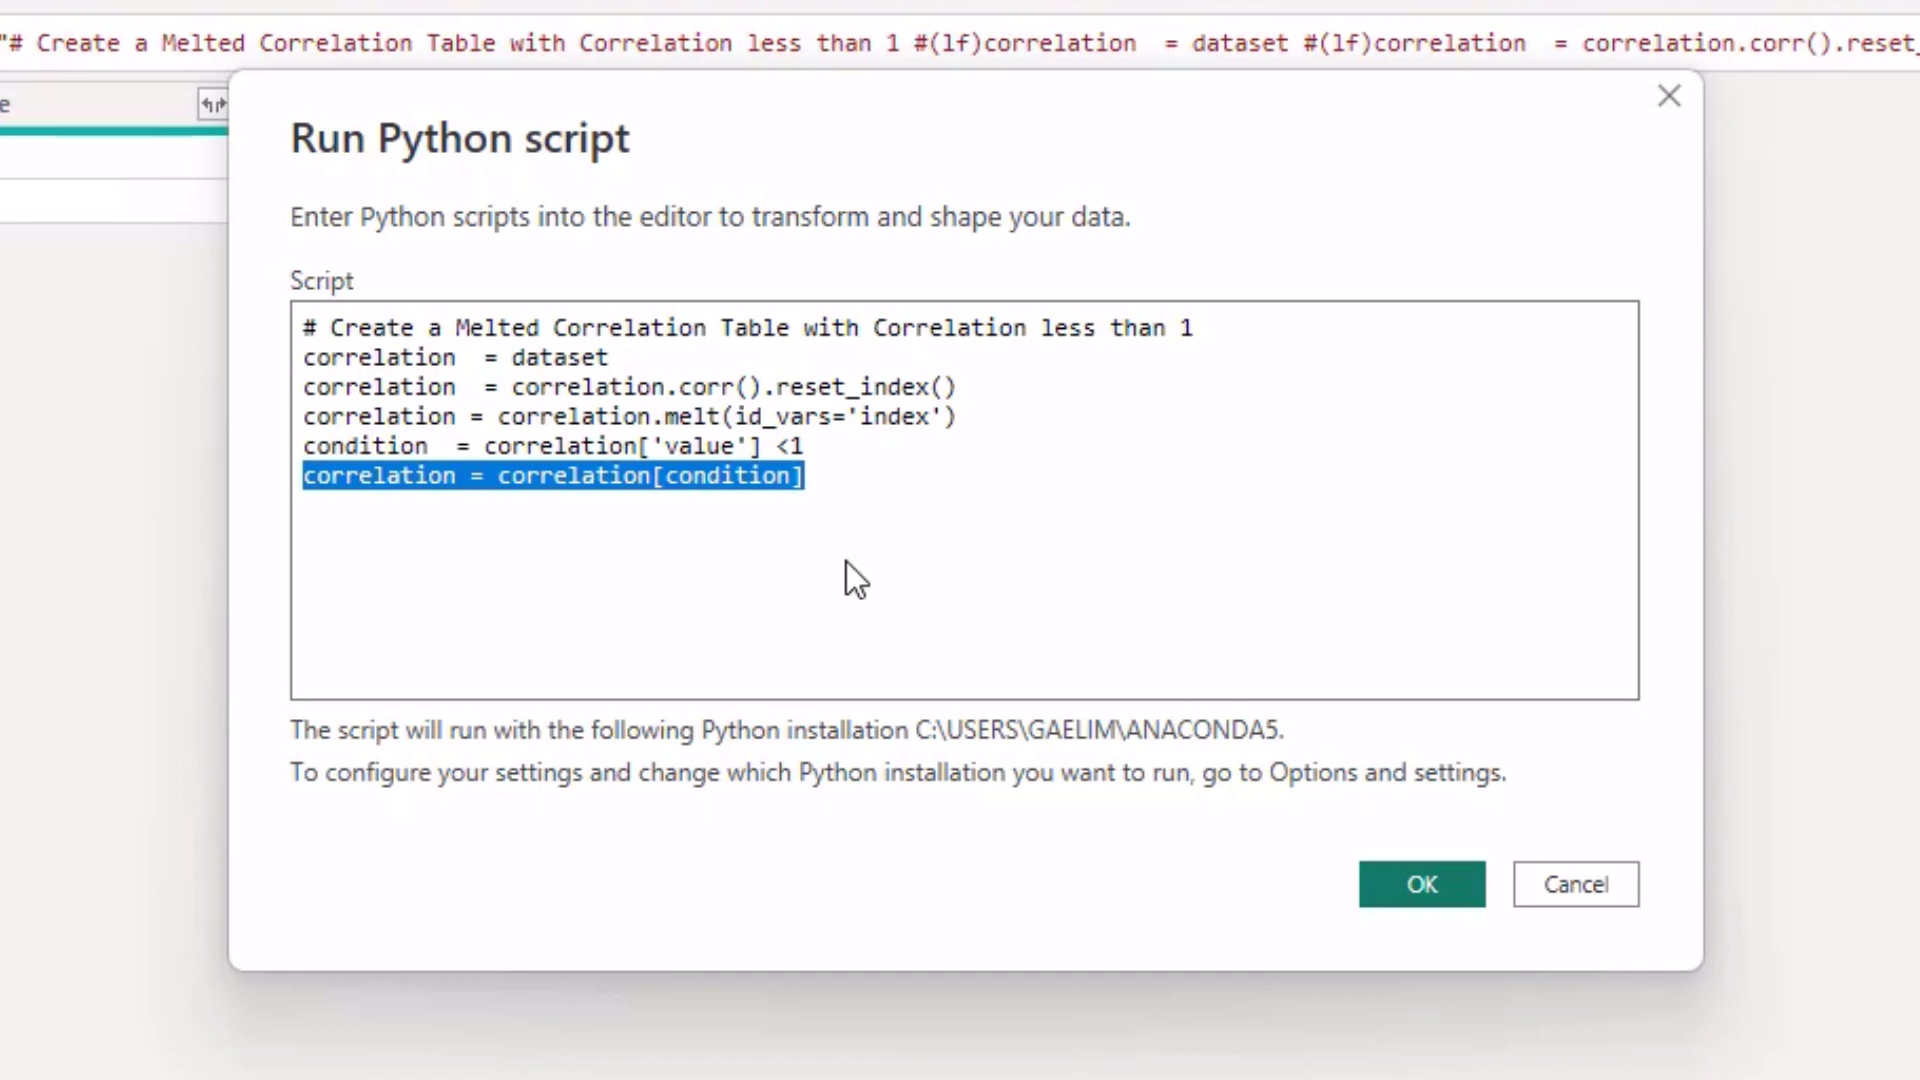 "# Create a Melted Correlation Table with Correlation less than 1 #(lf)correlation  = dataset #(lf)correlation  = correlation.corr().reset_
e
Run Python script
Enter Python scripts into the editor to transform and shape your data.
Script
# Create a Melted Correlation Table with Correlation less than 1
correlation  = dataset
correlation  = correlation.corr().reset_index()
correlation = correlation.melt(id_vars='index')
condition  = correlation['value'] <1
correlation = correlation[condition]
The script will run with the following Python installation C:\USERS\GAELIM\ANACONDA5.
To configure your settings and change which Python installation you want to run, go to Options and settings.
OK
Cancel